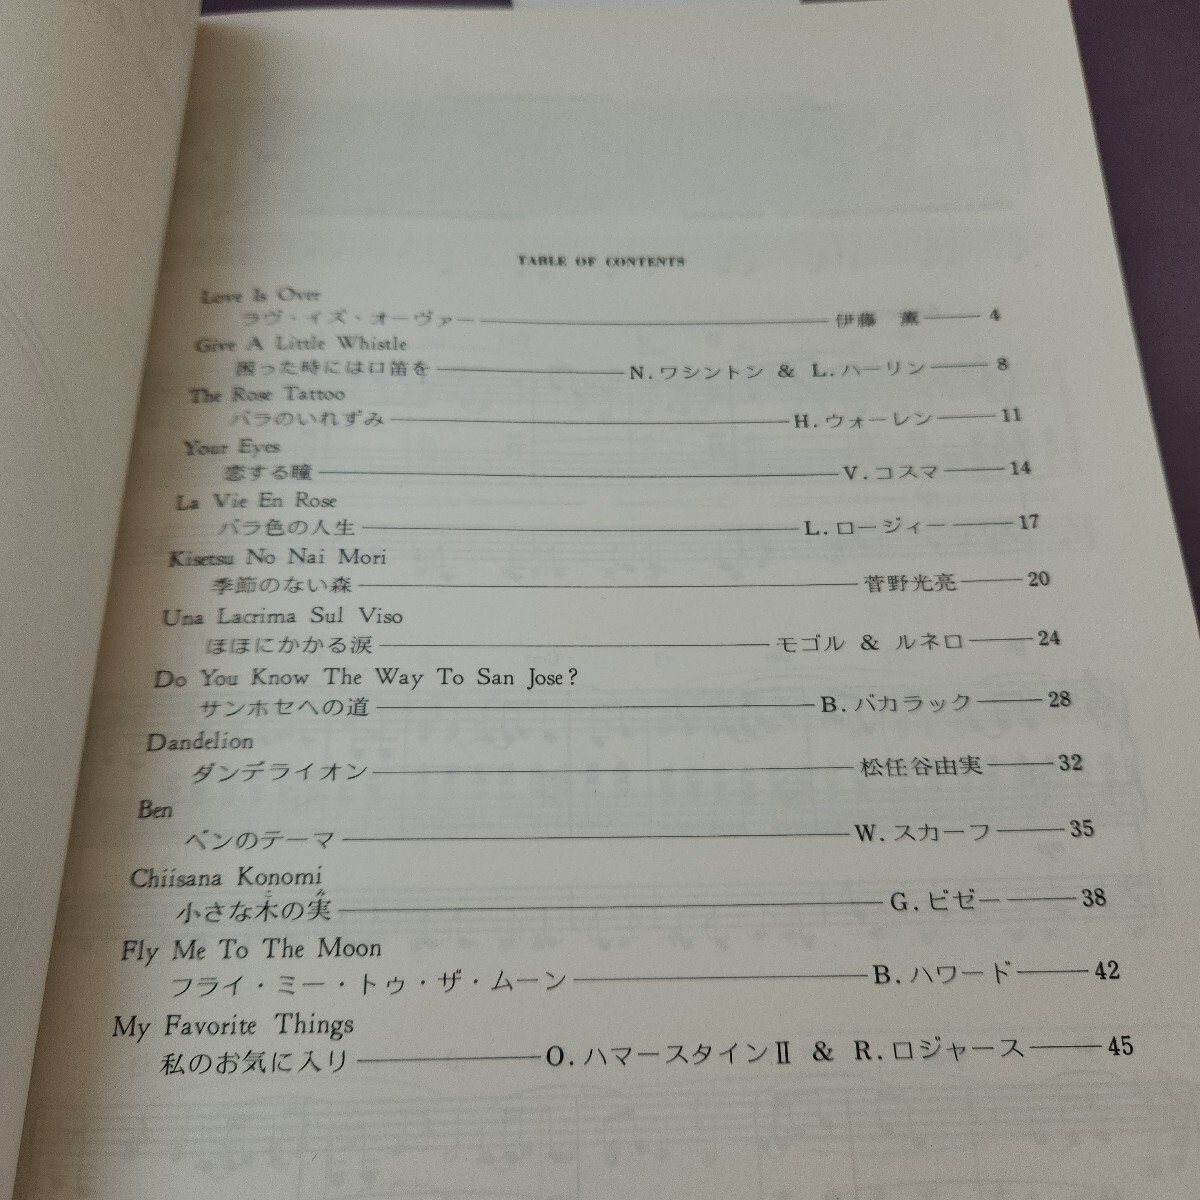 TABLE OF CONTENTS
Love Is Over
ラヴ・イズ・オーヴァー 伊藤 薫 4
Give A Little Whistle
困った時には口笛を N.ワシントン & L.ハーリン 8
The Rose Tattoo
バラのいれずみ H.ウォーレン 11
Your Eyes
恋する瞳 V.コスマ 14
La Vie En Rose
バラ色の人生 L.ロージィー 17
Kisetsu No Nai Mori
季節のない森 菅野光亮 20
Una Lacrima Sul Viso
ほほにかかる涙 モゴル & ルネロ 24
Do You Know The Way To San Jose?
サンホセへの道 B.バカラック 28
Dandelion
ダンデライオン 松任谷由実 32
Ben
ベンのテーマ W.スカーフ 35
Chiisana Konomi
小さな木の実 G.ビゼー 38
Fly Me To The Moon
フライ・ミー・トゥ・ザ・ムーン B.ハワード 42
My Favorite Things
私のお気に入り O.ハマースタインII & R.ロジャース 45